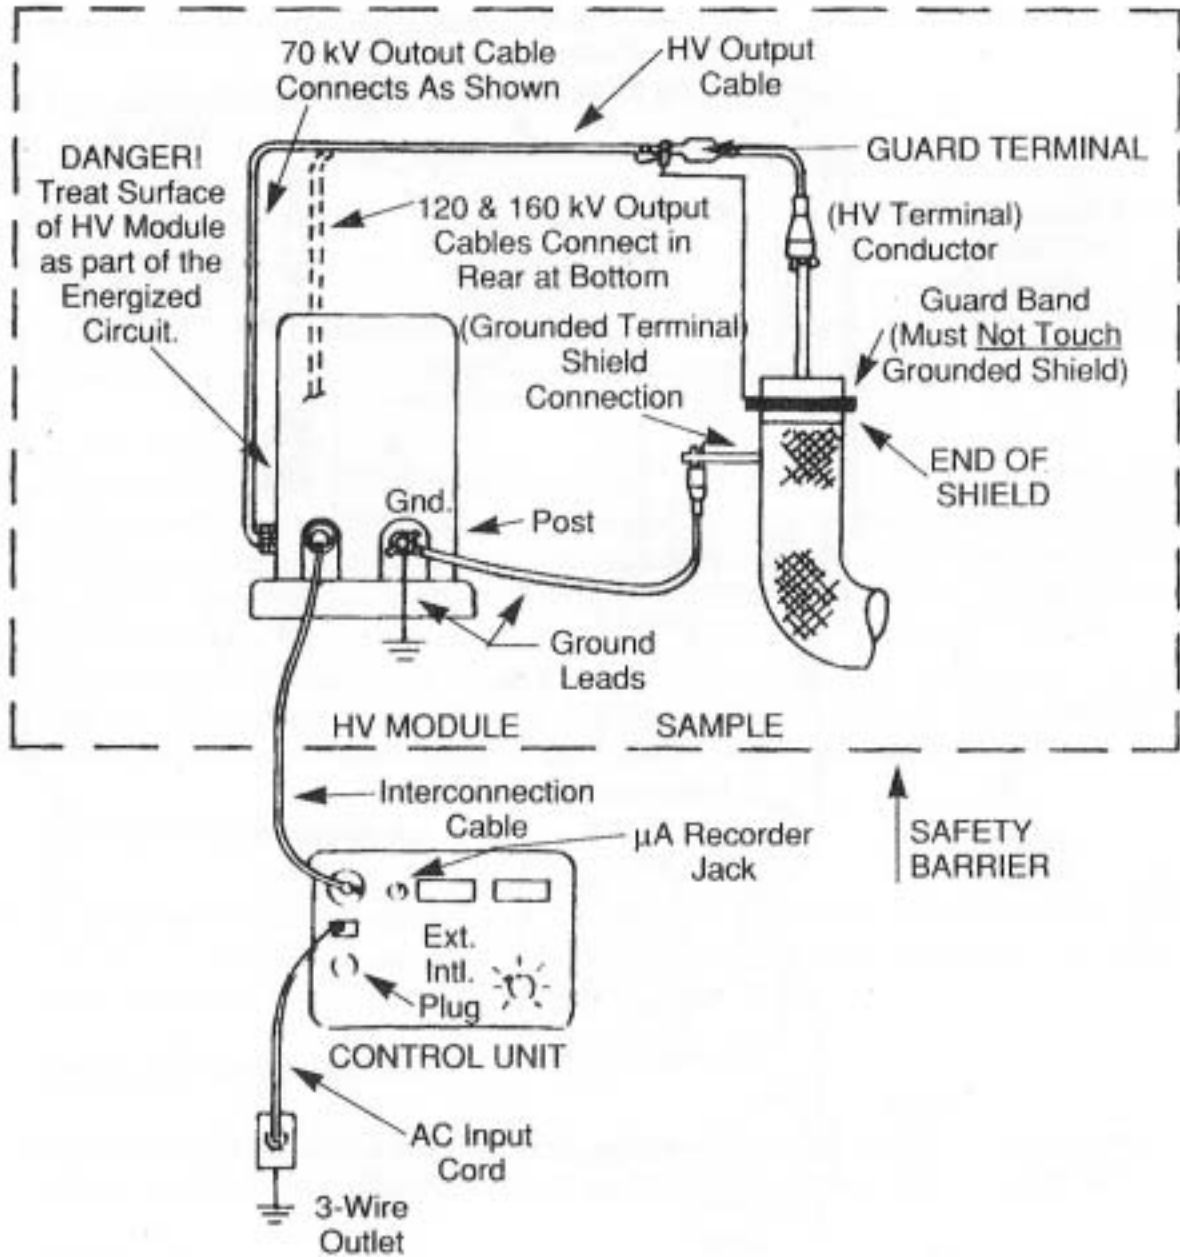 70 kV Outout Cable
Connects As Shown
HV Output
Cable
DANGER!
Treat Surface
of HV Module
as part of the
Energized
Circuit.
GUARD TERMINAL
120 & 160 kV Output
Cables Connect in
Rear at Bottom
(HV Terminal)
Conductor
(Grounded Terminal)
Shield
Connection
Guard Band
(Must Not Touch
Grounded Shield)
END OF
SHIELD
Gnd.
Post
Ground
Leads
HV MODULE
SAMPLE
Interconnection
Cable
µA Recorder
Jack
SAFETY
BARRIER
Ext.
Intl.
Plug
CONTROL UNIT
AC Input
Cord
3-Wire
Outlet